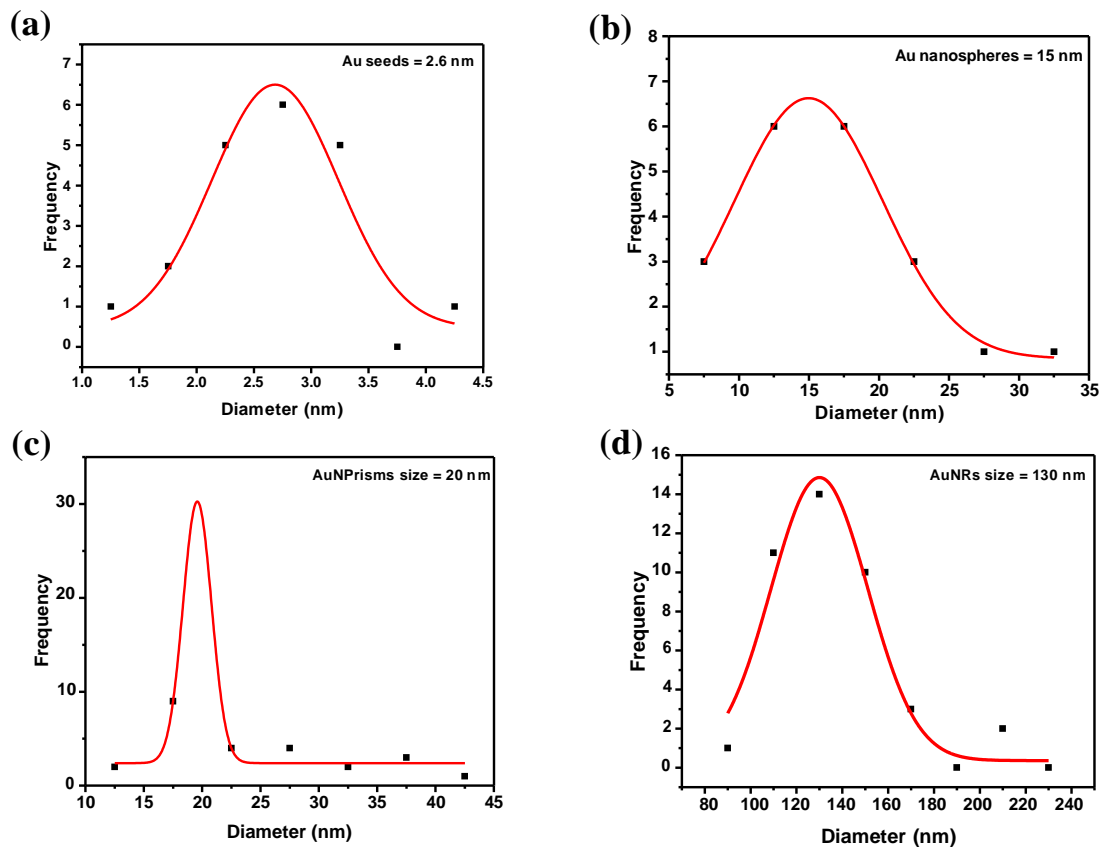 (a)
Au seeds = 2.6 nm
Frequency
7
6
5
4
3
2
1
0
1.0 1.5 2.0 2.5 3.0 3.5 4.0 4.5
Diameter (nm)
(b)
Au nanospheres = 15 nm
Frequency
8
7
6
5
4
3
2
1
5 10 15 20 25 30 35
Diameter (nm)
(c)
AuNPrisms size = 20 nm
Frequency
30
20
10
0
10 15 20 25 30 35 40 45
Diameter (nm)
(d)
AuNRs size = 130 nm
Frequency
16
14
12
10
8
6
4
2
0
80 100 120 140 160 180 200 220 240
Diameter (nm)